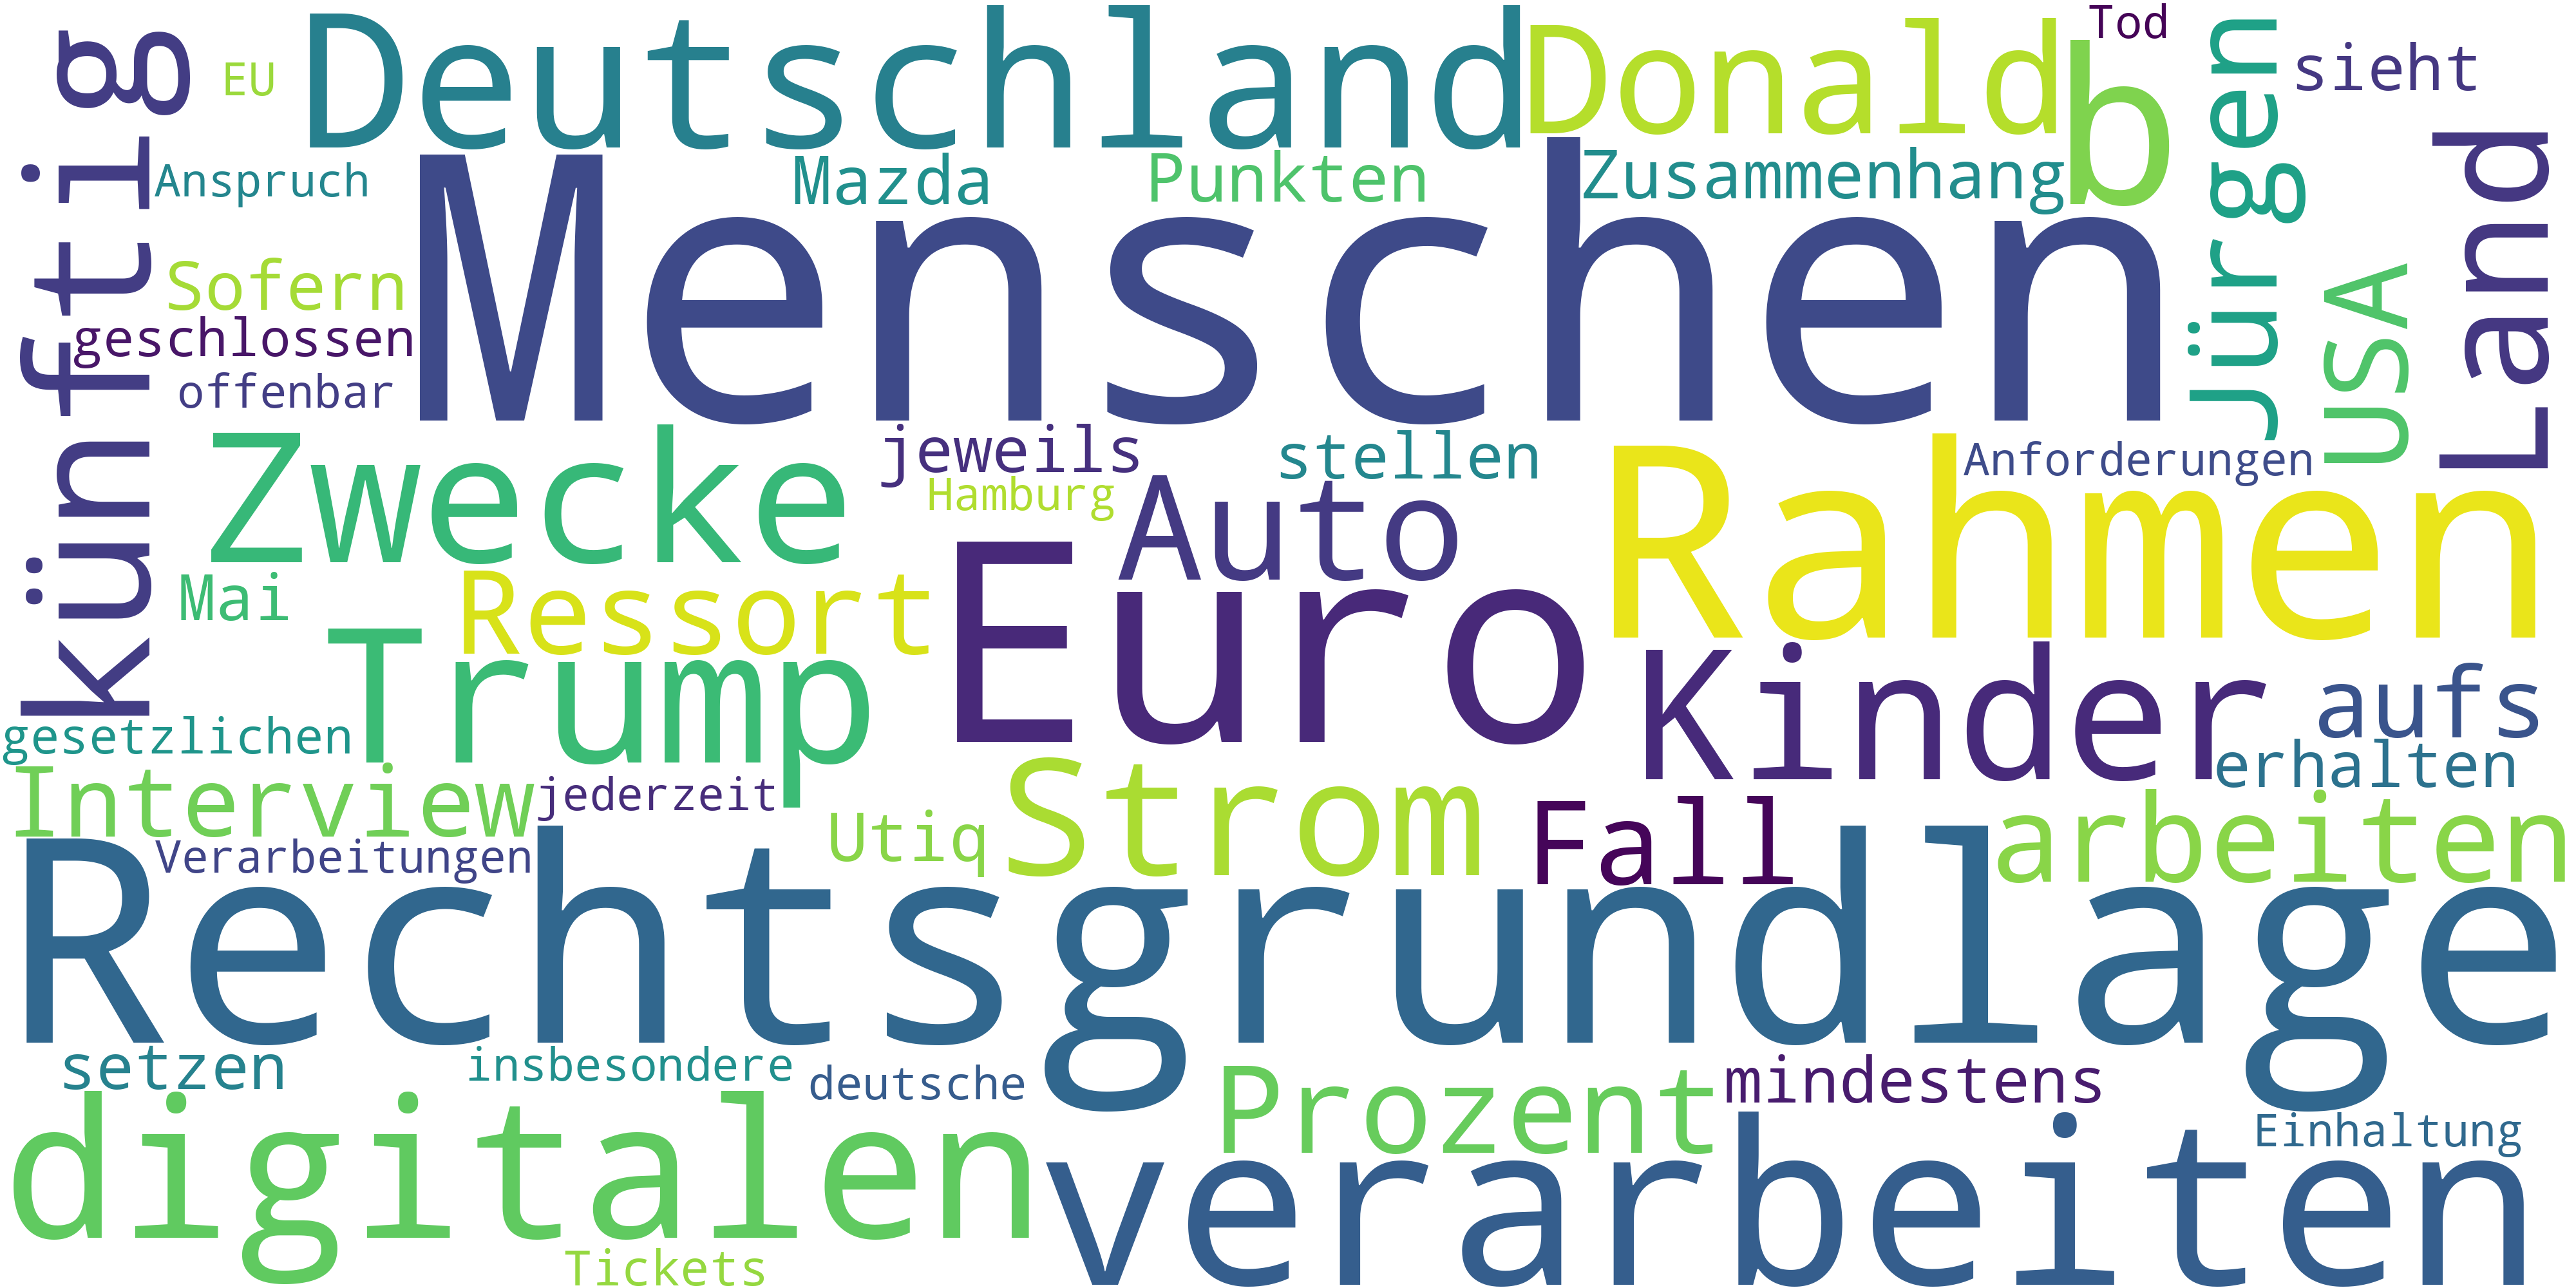 künftig
EU
Deutschland
Donald
b
Tod
Jürgen
sieht
Land
USA
Anspruch
Mazda
Punkten
Zusammenhang
Menschen
Sofern
geschlossen
offenbar
Zwecke
jeweils
Hamburg
stellen
Auto
Rahmen
Anforderungen
Mai
Ressort
Euro
Trump
Kinder
aufs
gesetzlichen
erhalten
Interview
jederzeit
Utiq
Strom
Fall
arbeiten
Verarbeitungen
Rechtsgrundlage
setzen
insbesondere
deutsche
Prozent
mindestens
digitalen
verarbeiten
Einhaltung
Tickets